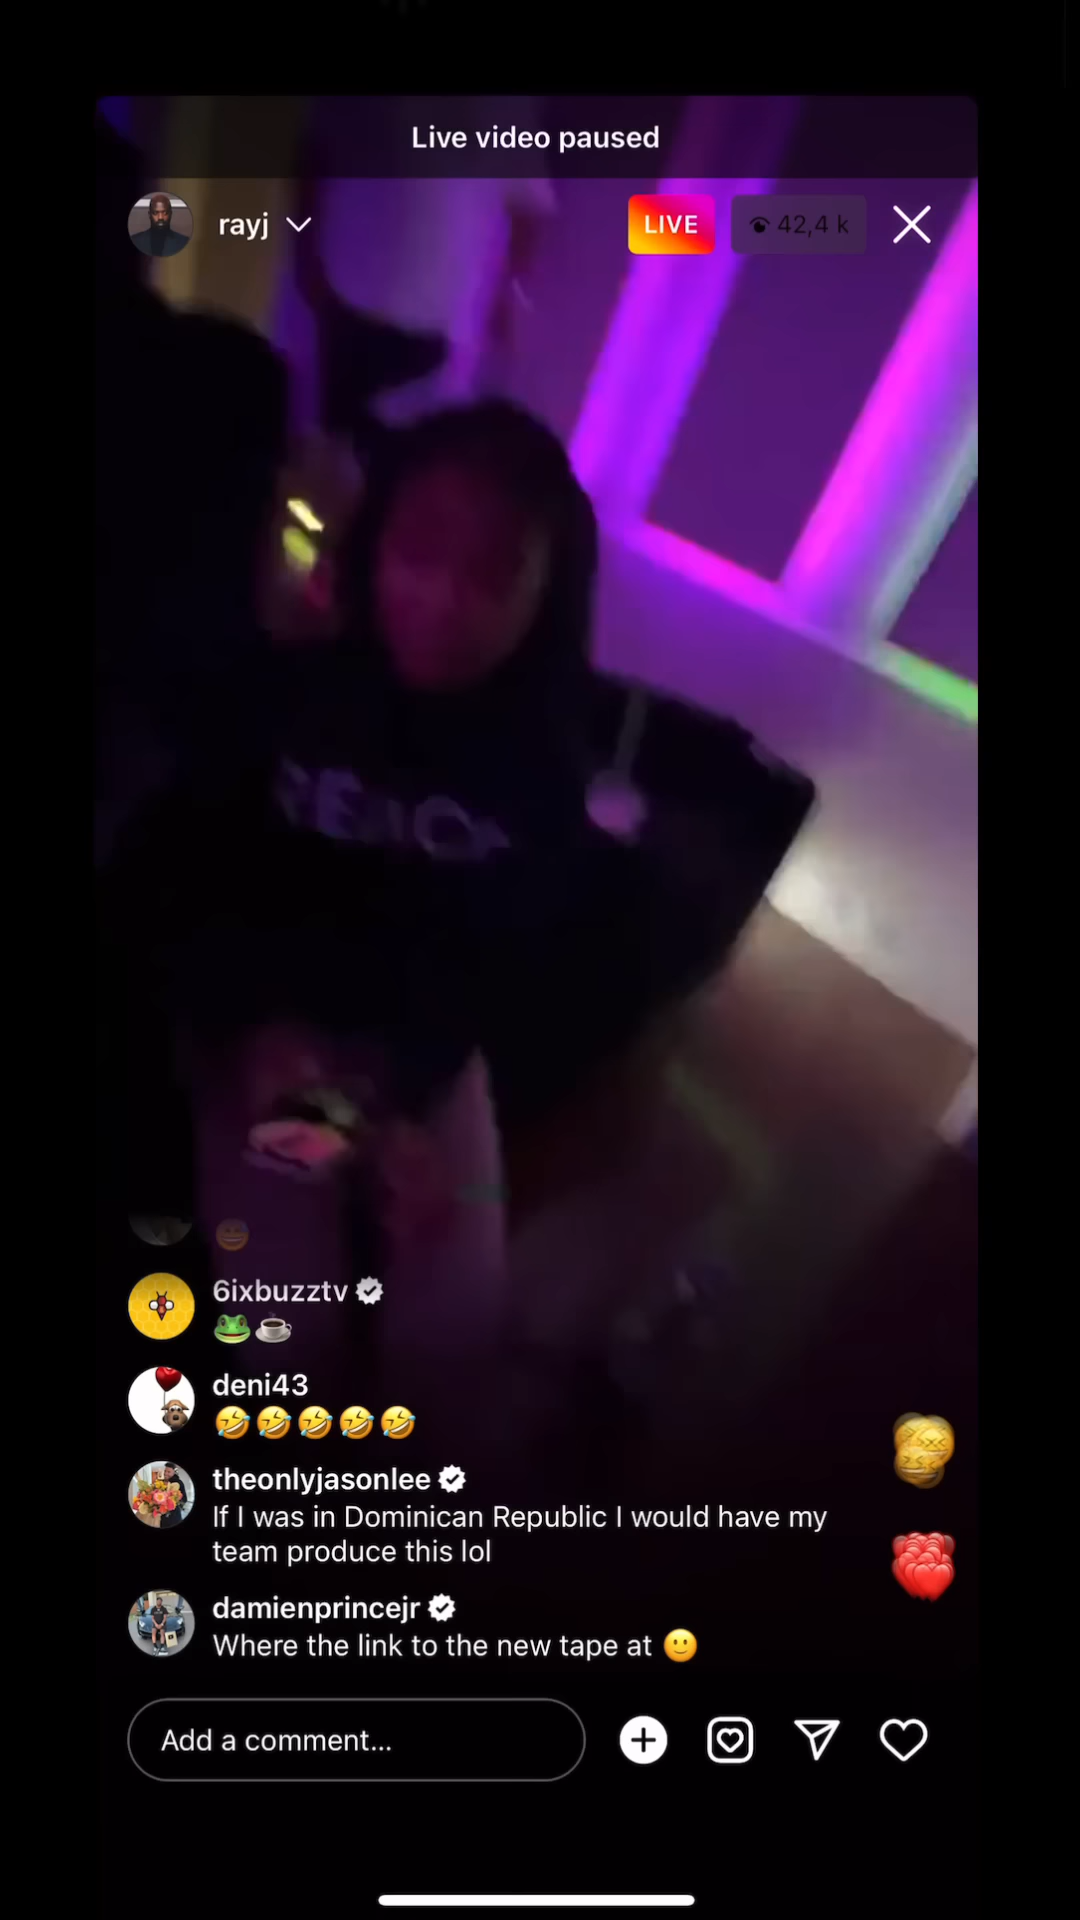 Live video paused
rayj
LIVE
42,4 k
6ixbuzztv
🐸☕
deni43
🤣🤣🤣🤣🤣
theonlyjasonlee
If I was in Dominican Republic I would have my
team produce this lol
damienprincejr
Where the link to the new tape at 🙂
Add a comment...